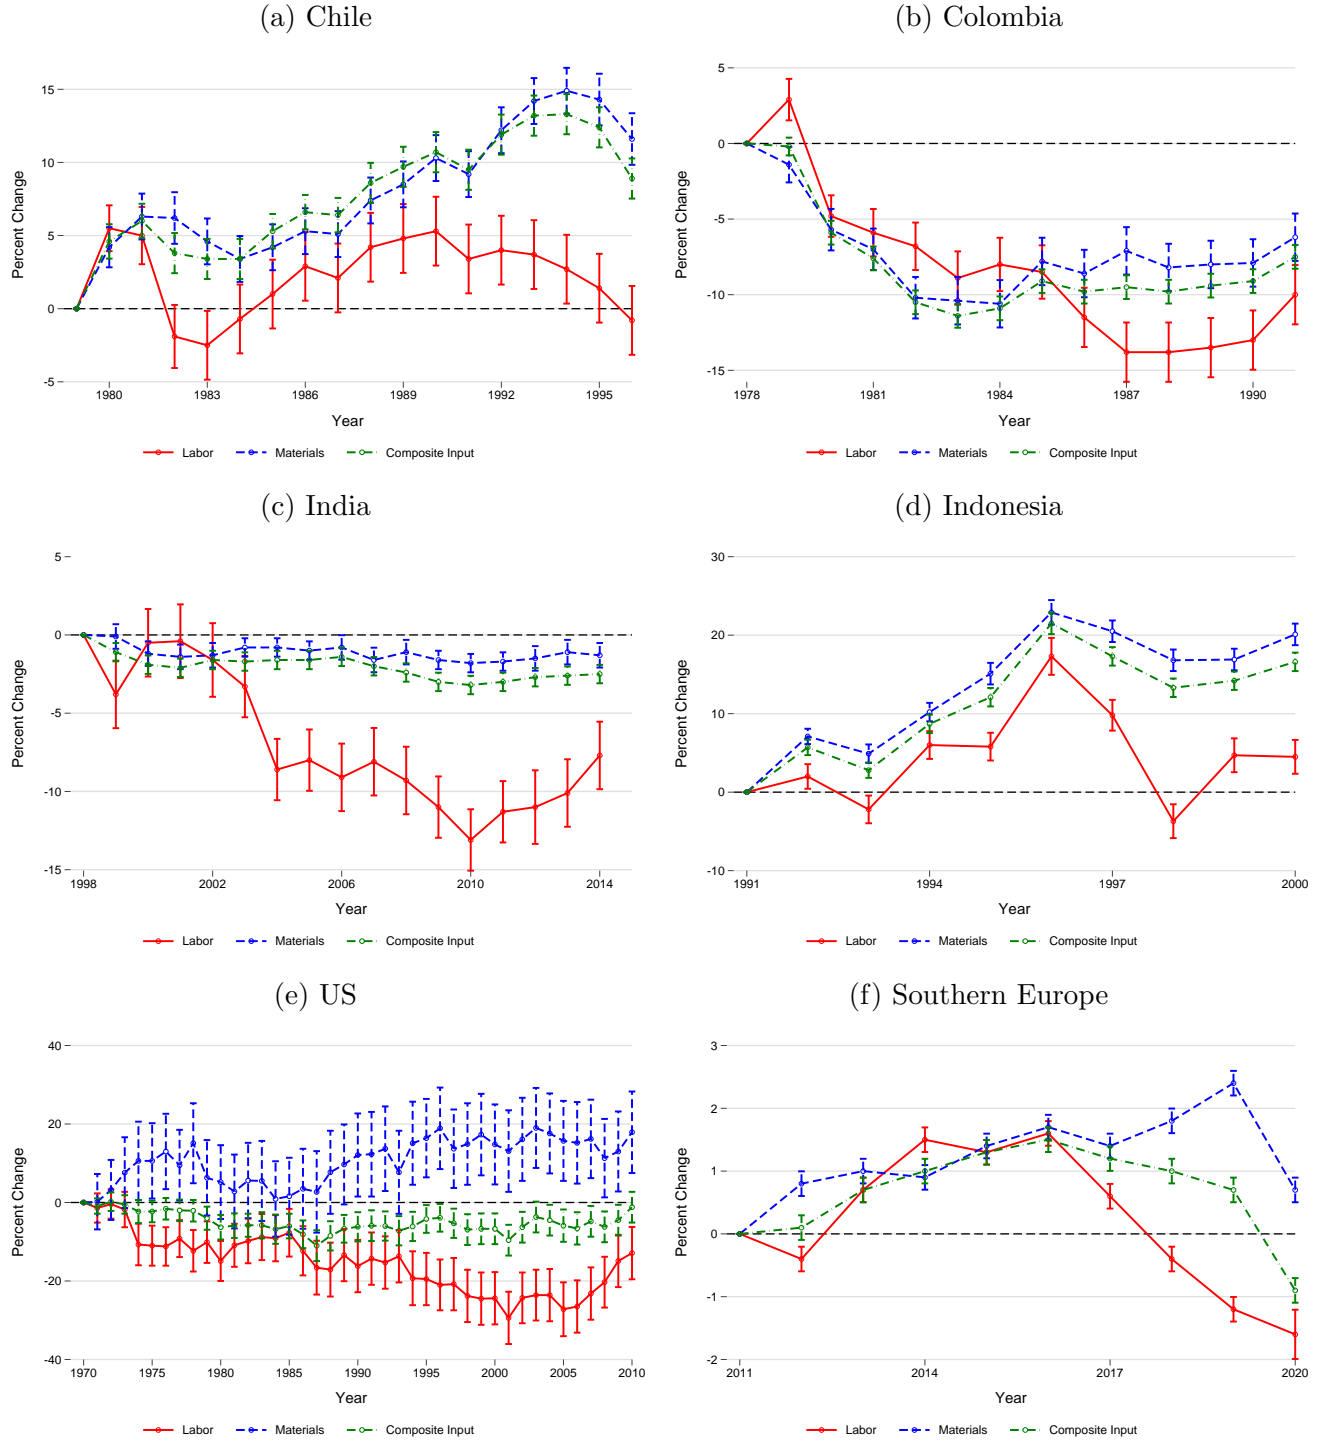 (a) Chile
Percent Change
15
10
5
0
-5
1980 1983 1986 1989 1992 1995
Year
Labor Materials Composite Input
(b) Colombia
Percent Change
5
0
-5
-10
-15
1978 1981 1984 1987 1990
Year
Labor Materials Composite Input
(c) India
Percent Change
5
0
-5
-10
-15
1998 2002 2006 2010 2014
Year
Labor Materials Composite Input
(d) Indonesia
Percent Change
30
20
10
0
-10
1991 1994 1997 2000
Year
Labor Materials Composite Input
(e) US
Percent Change
40
20
0
-20
-40
1970 1975 1980 1985 1990 1995 2000 2005 2010
Year
Labor Materials Composite Input
(f) Southern Europe
Percent Change
3
2
1
0
-1
-2
2011 2014 2017 2020
Year
Labor Materials Composite Input